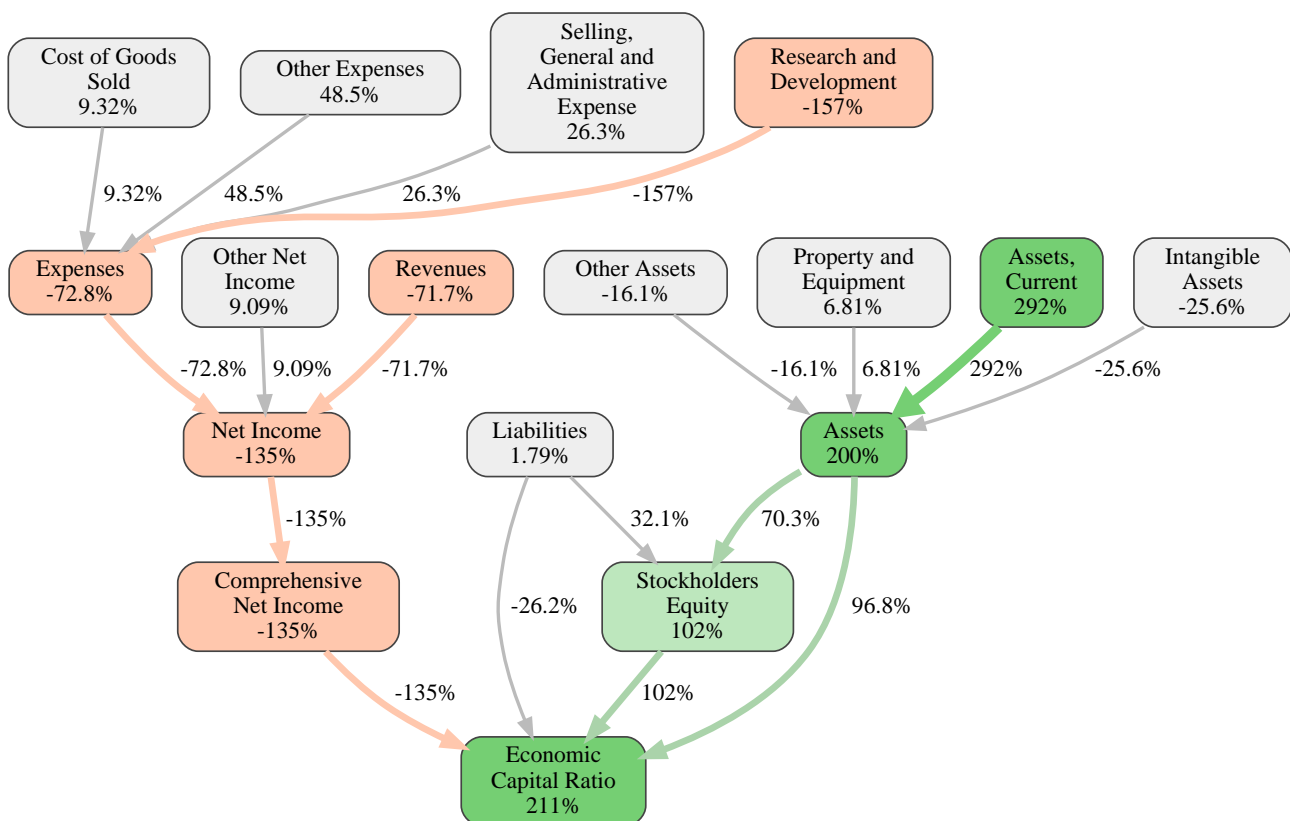 Cost of Goods
Sold
9.32%
Other Expenses
48.5%
Selling,
General and
Administrative
Expense
26.3%
Research and
Development
-157%
9.32%
48.5%
26.3%
-157%
Expenses
-72.8%
Other Net
Income
9.09%
Revenues
-71.7%
Other Assets
-16.1%
Property and
Equipment
6.81%
Assets,
Current
292%
Intangible
Assets
-25.6%
-72.8%
9.09%
-71.7%
-16.1%
6.81%
292%
-25.6%
Net Income
-135%
Liabilities
1.79%
Assets
200%
-135%
32.1%
70.3%
Comprehensive
Net Income
-135%
-26.2%
Stockholders
Equity
102%
96.8%
-135%
102%
Economic
Capital Ratio
211%